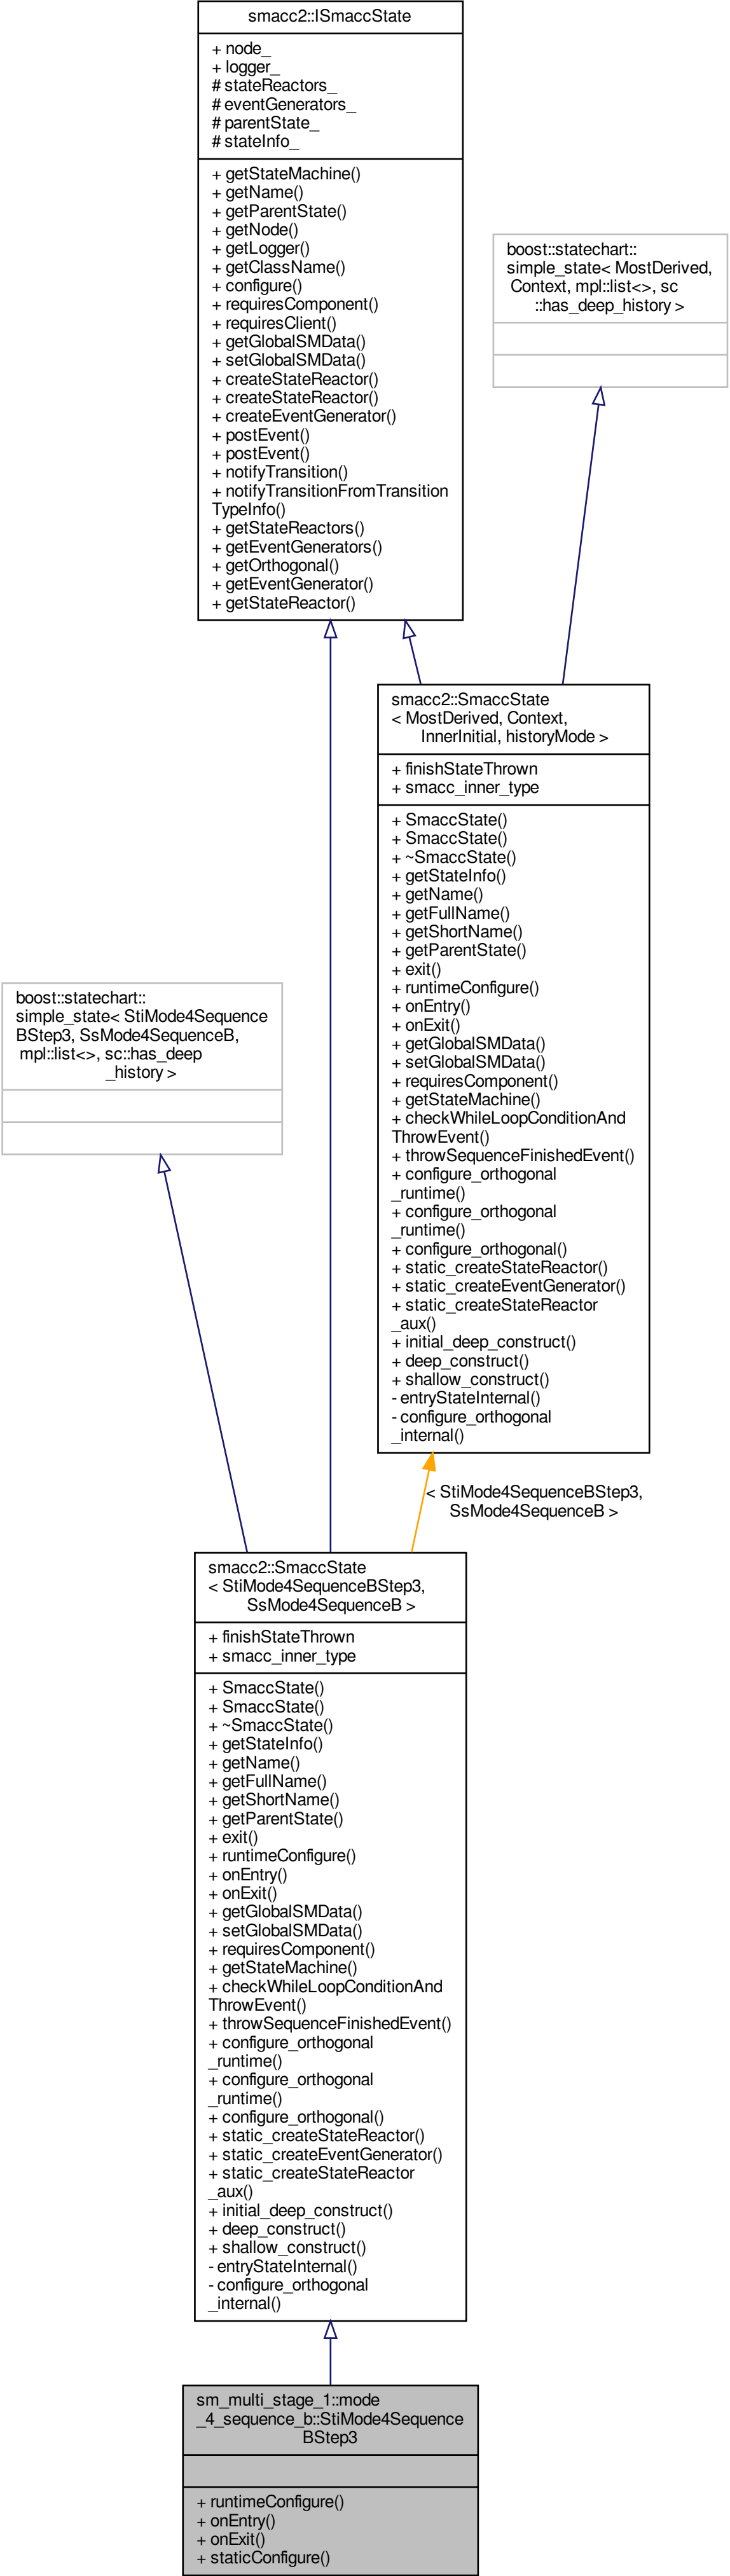 smacc2::ISmaccState
+ node_
+ logger_
# stateReactors_
# eventGenerators_
# parentState_
# stateInfo_
+ getStateMachine()
+ getName()
+ getParentState()
+ getNode()
+ getLogger()
+ getClassName()
+ configure()
+ requiresComponent()
+ requiresClient()
+ getGlobalSMData()
+ setGlobalSMData()
+ createStateReactor()
+ createStateReactor()
+ createEventGenerator()
+ postEvent()
+ postEvent()
+ notifyTransition()
+ notifyTransitionFromTransition
TypeInfo()
+ getStateReactors()
+ getEventGenerators()
+ getOrthogonal()
+ getEventGenerator()
+ getStateReactor()
boost::statechart::
simple_state< MostDerived,
Context, mpl::list<>, sc
::has_deep_history >
smacc2::SmaccState
< MostDerived, Context,
InnerInitial, historyMode >
+ finishStateThrown
+ smacc_inner_type
+ SmaccState()
+ SmaccState()
+ ~SmaccState()
+ getStateInfo()
+ getName()
+ getFullName()
+ getShortName()
+ getParentState()
+ exit()
+ runtimeConfigure()
+ onEntry()
+ onExit()
+ getGlobalSMData()
+ setGlobalSMData()
+ requiresComponent()
+ getStateMachine()
+ checkWhileLoopConditionAnd
ThrowEvent()
+ throwSequenceFinishedEvent()
+ configure_orthogonal
_runtime()
+ configure_orthogonal
_runtime()
+ configure_orthogonal()
+ static_createStateReactor()
+ static_createEventGenerator()
+ static_createStateReactor
_aux()
+ initial_deep_construct()
+ deep_construct()
+ shallow_construct()
- entryStateInternal()
- configure_orthogonal
_internal()
boost::statechart::
simple_state< StiMode4Sequence
BStep3, SsMode4SequenceB,
mpl::list<>, sc::has_deep
_history >
< StiMode4SequenceBStep3,
SsMode4SequenceB >
smacc2::SmaccState
< StiMode4SequenceBStep3,
SsMode4SequenceB >
+ finishStateThrown
+ smacc_inner_type
+ SmaccState()
+ SmaccState()
+ ~SmaccState()
+ getStateInfo()
+ getName()
+ getFullName()
+ getShortName()
+ getParentState()
+ exit()
+ runtimeConfigure()
+ onEntry()
+ onExit()
+ getGlobalSMData()
+ setGlobalSMData()
+ requiresComponent()
+ getStateMachine()
+ checkWhileLoopConditionAnd
ThrowEvent()
+ throwSequenceFinishedEvent()
+ configure_orthogonal
_runtime()
+ configure_orthogonal
_runtime()
+ configure_orthogonal()
+ static_createStateReactor()
+ static_createEventGenerator()
+ static_createStateReactor
_aux()
+ initial_deep_construct()
+ deep_construct()
+ shallow_construct()
- entryStateInternal()
- configure_orthogonal
_internal()
sm_multi_stage_1::mode
_4_sequence_b::StiMode4Sequence
BStep3
+ runtimeConfigure()
+ onEntry()
+ onExit()
+ staticConfigure()